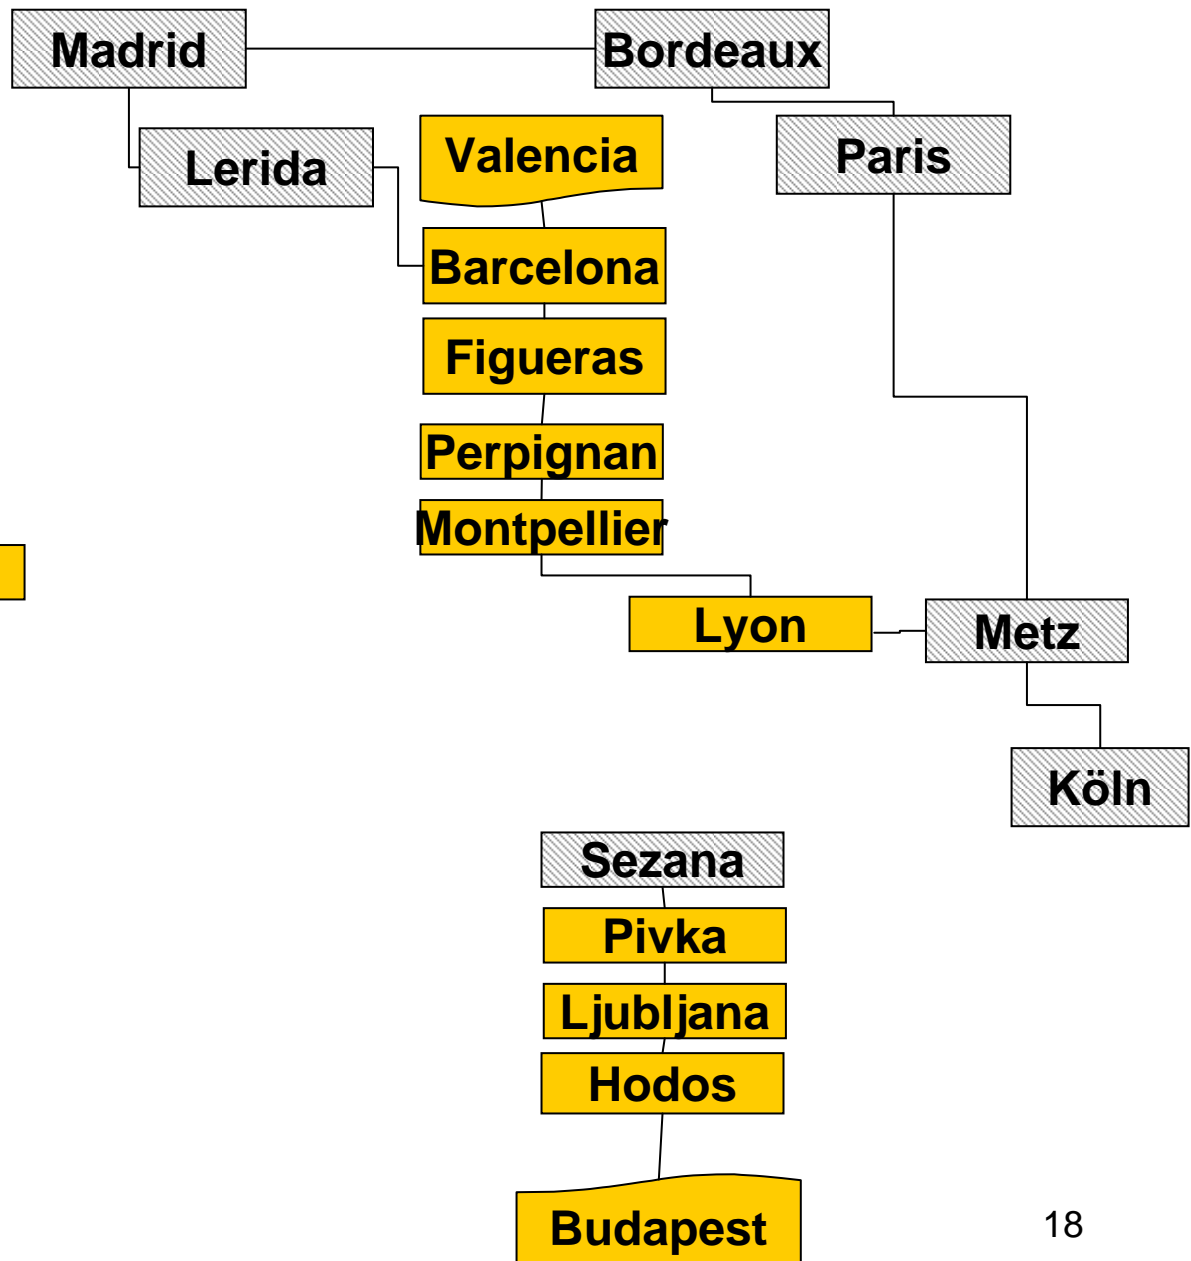 Madrid
Bordeaux
Lerida
Valencia
Paris
Barcelona
Figueras
Perpignan
Montpellier
Lyon
Metz
Köln
Sezana
Pivka
Ljubljana
Hodos
Budapest
18